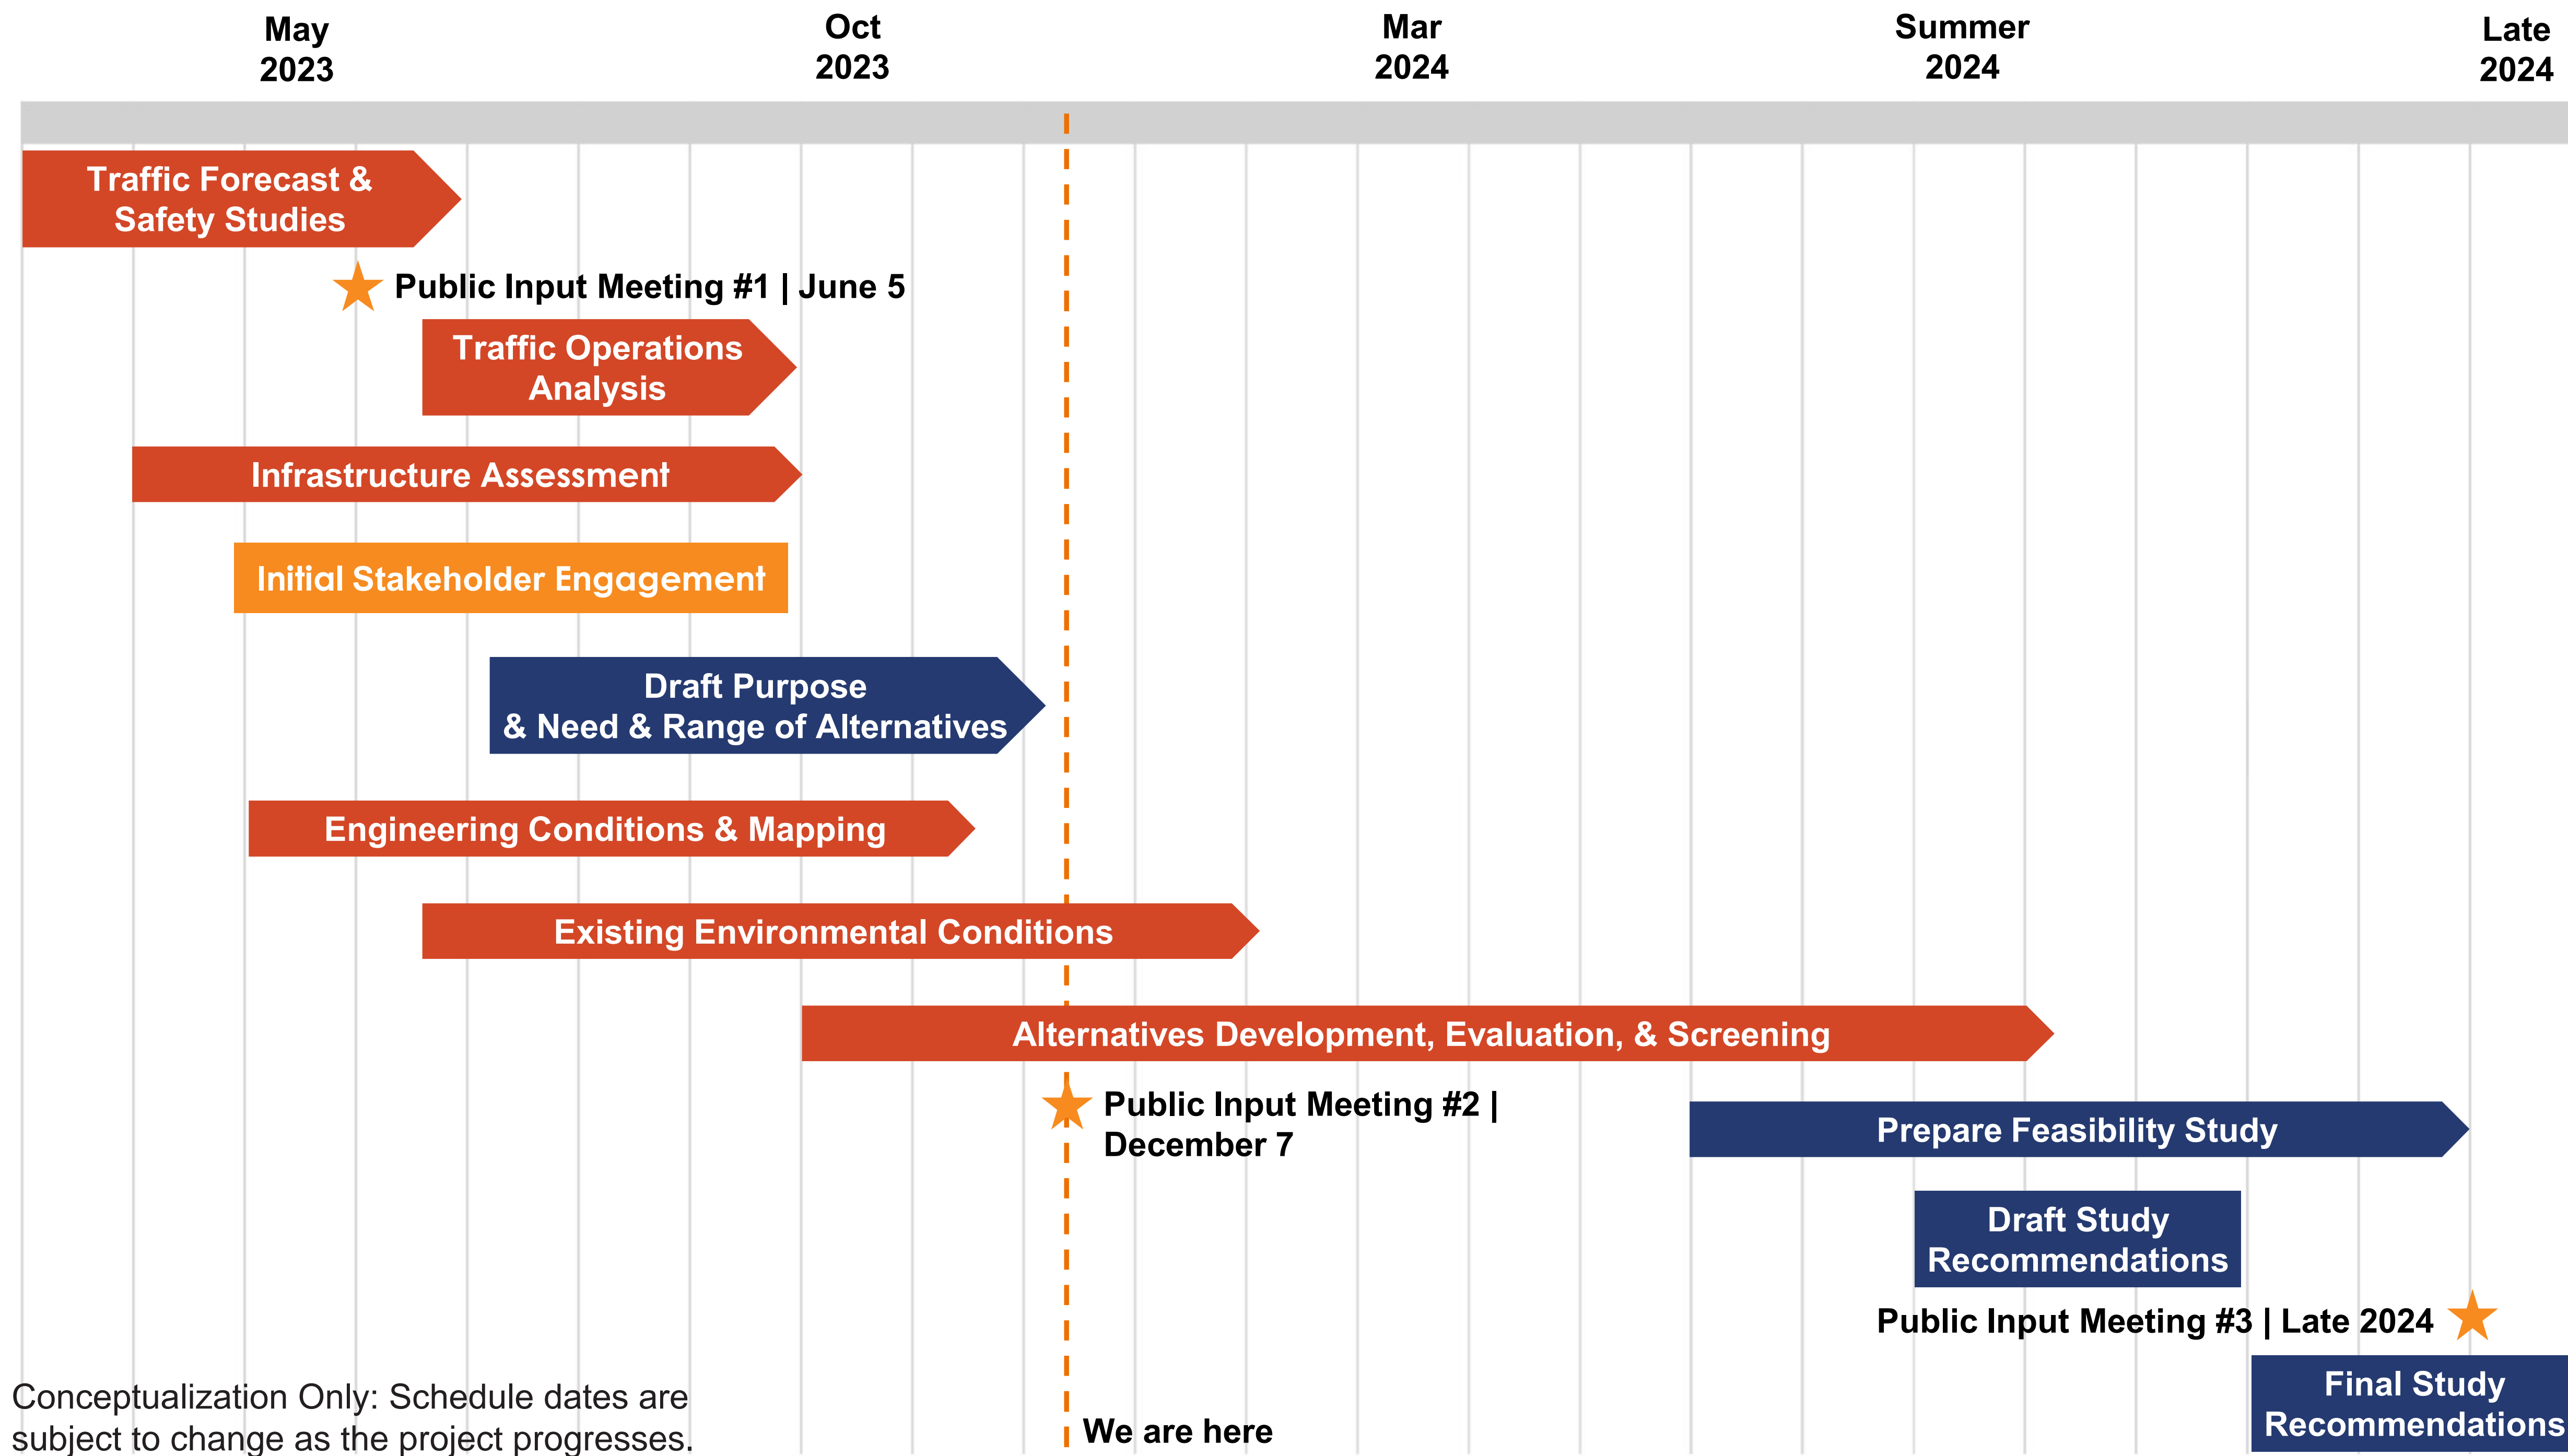 May
2023
Oct
2023
Mar
2024
Summer
2024
Late
2024
Traffic Forecast &
Safety Studies
Public Input Meeting #1 | June 5
Traffic Operations
Analysis
Infrastructure Assessment
Initial Stakeholder Engagement
Draft Purpose
& Need & Range of Alternatives
Engineering Conditions & Mapping
Existing Environmental Conditions
Alternatives Development, Evaluation, & Screening
Public Input Meeting #2 |
December 7
Prepare Feasibility Study
Draft Study
Recommendations
Public Input Meeting #3 | Late 2024
Final Study
Recommendations
Conceptualization Only: Schedule dates are
subject to change as the project progresses.
We are here